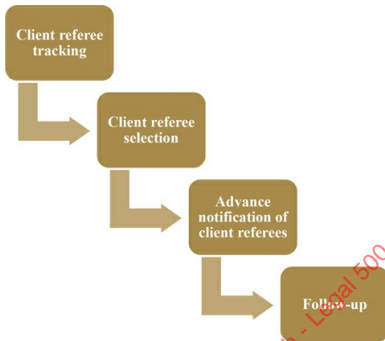 Client referee
tracking
Client referee
selection
Advance
notification of
client referees
Follow-up
- Legal 500